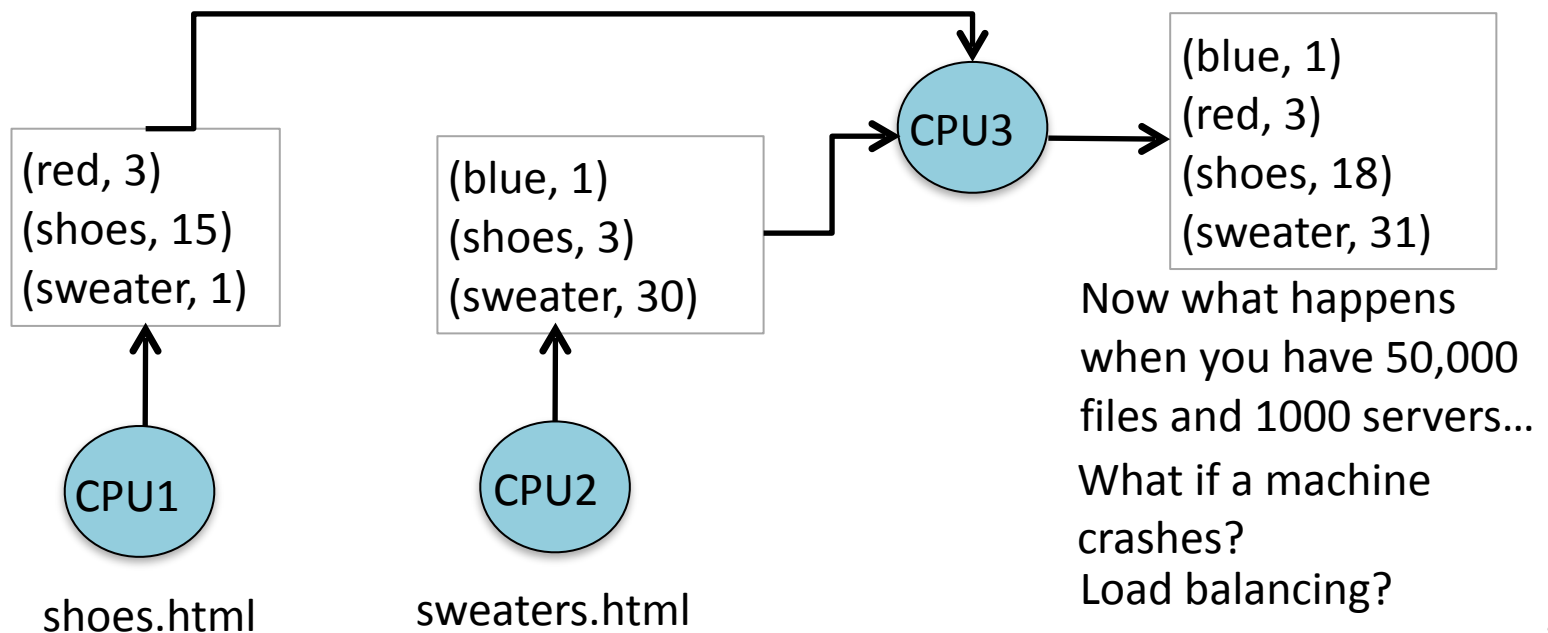 (red, 3)
(shoes, 15)
(sweater, 1)
CPU1
shoes.html
(blue, 1)
(shoes, 3)
(sweater, 30)
CPU2
sweaters.html
CPU3
(blue, 1)
(red, 3)
(shoes, 18)
(sweater, 31)
Now what happens
when you have 50,000
files and 1000 servers…
What if a machine
crashes?
Load balancing?